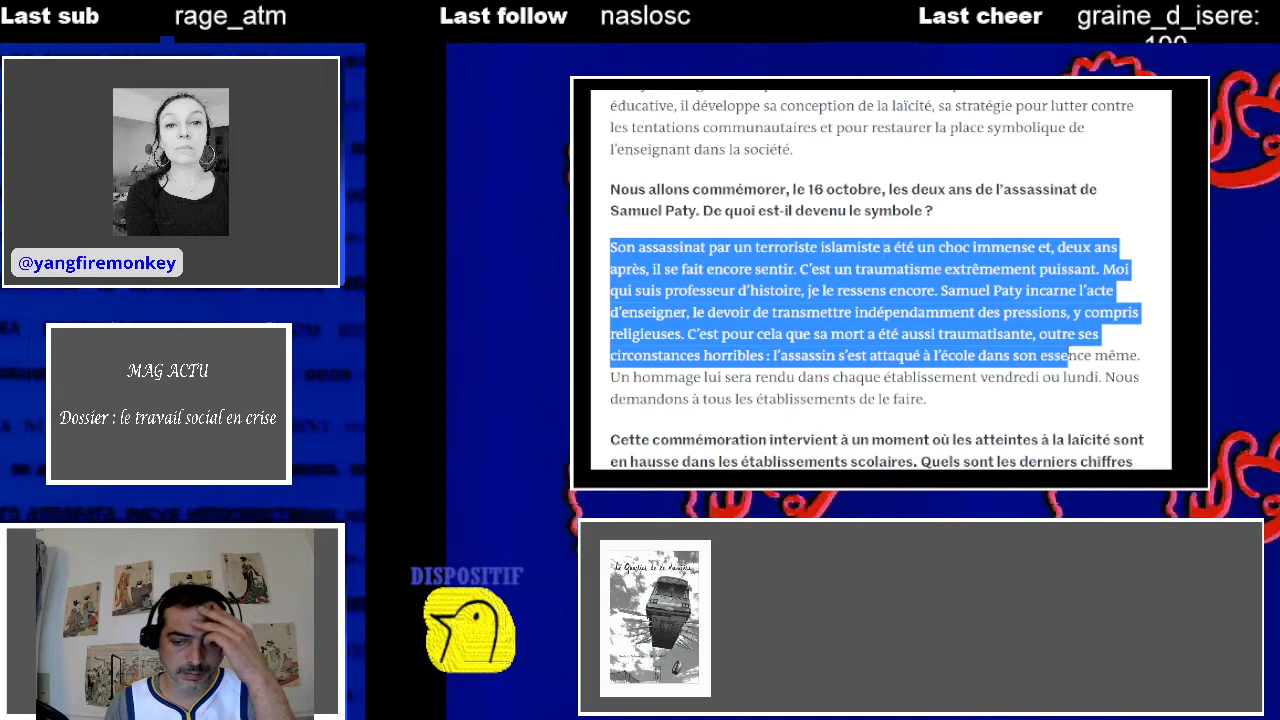 Last sub
rage_atm
Last follow
naslosc
Last cheer
graine_d_isere:
@yangfiremonkey
MAG ACTU
Dossier : le travail social en crise
éducative, il développe sa conception de la laïcité, sa stratégie pour lutter contre
les tentations communautaires et pour restaurer la place symbolique de
l'enseignant dans la société.
Nous allons commémorer, le 16 octobre, les deux ans de l'assassinat de
Samuel Paty. De quoi est-il devenu le symbole ?
Son assassinat par un terroriste islamiste a été un choc immense et, deux ans
après, il se fait encore sentir. C'est un traumatisme extrêmement puissant. Moi
qui suis professeur d'histoire, je le ressens encore. Samuel Paty incarne l'acte
d'enseigner, le devoir de transmettre indépendamment des pressions, y compris
religieuses. C'est pour cela que sa mort a été aussi traumatisante, outre ses
circonstances horribles : l'assassin s'est attaqué à l'école dans son essence même.
Un hommage lui sera rendu dans chaque établissement vendredi ou lundi. Nous
demandons à tous les établissements de le faire.
Cette commémoration intervient à un moment où les atteintes à la laïcité sont
en hausse dans les établissements scolaires. Quels sont les derniers chiffres
DISPOSITIF